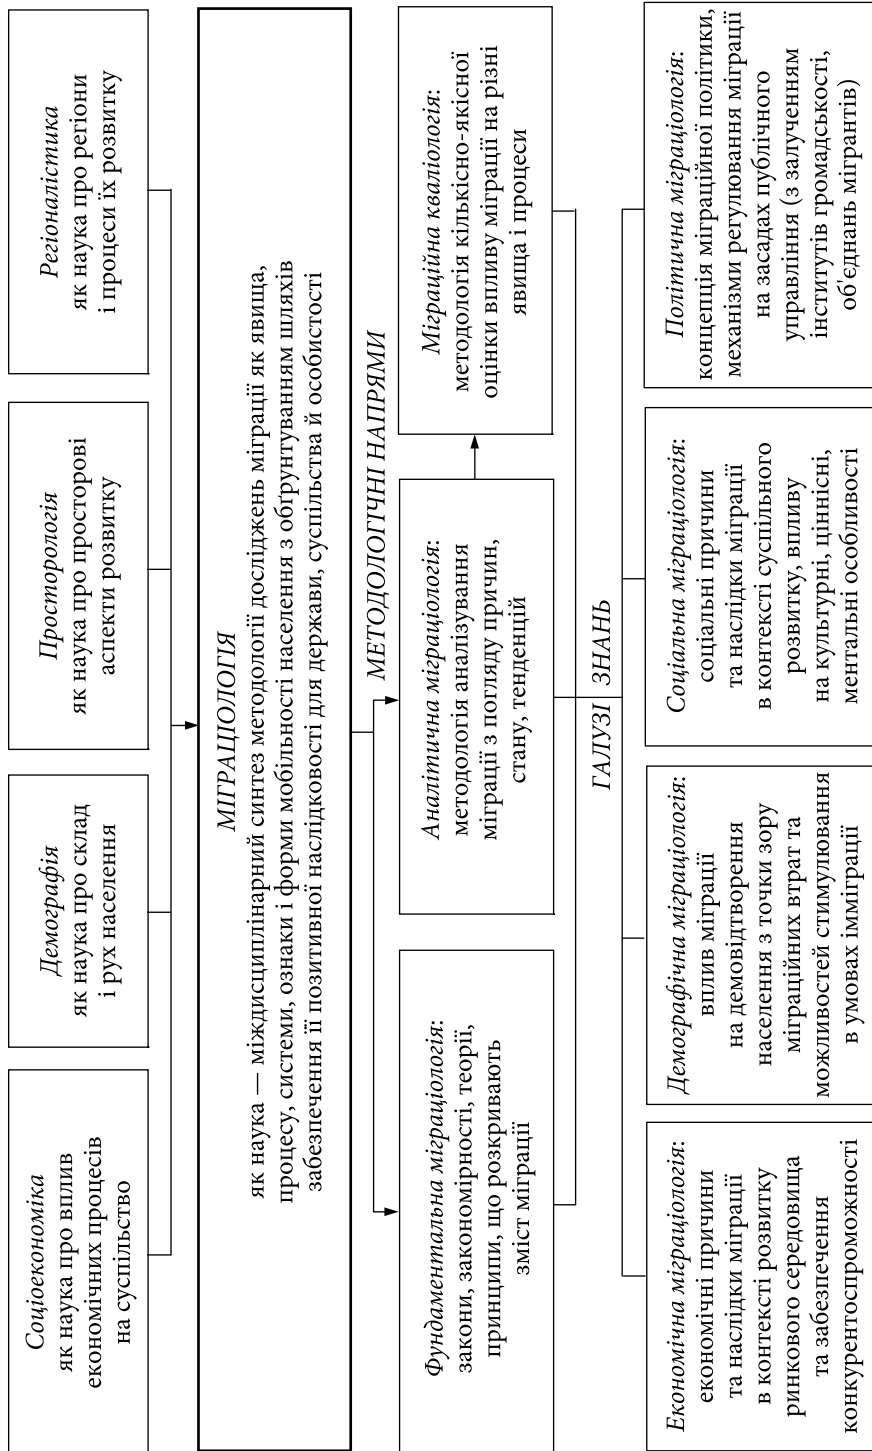 Соціоекономіка
як наука про вплив
економічних процесів
на суспільство
Демографія
як наука про склад
і рух населення
Просторологія
як наука про просторові
аспекти розвитку
Регіоналістика
як наука про регіони
і процеси їх розвитку
МІГРАЦІОЛОГІЯ
як наука — міждисциплінарний синтез методології досліджень міграції як явища,
процесу, системи, ознаки і форми мобільності населення з обґрунтуванням шляхів
забезпечення її позитивної наслідковості для держави, суспільства й особистості
МЕТОДОЛОГІЧНІ НАПРЯМИ
Фундаментальна міграціологія:
закони, закономірності, теорії,
принципи, що розкривають
зміст міграції
Аналітична міграціологія:
методологія аналізування
міграції з погляду причин,
стану, тенденцій
Міграційна кваліологія:
методологія кількісно-якісної
оцінки впливу міграції на різні
явища і процеси
ГАЛУЗІ ЗНАНЬ
Економічна міграціологія:
економічні причини
та наслідки міграції
в контексті розвитку
ринкового середовища
та забезпечення
конкурентоспроможності
Демографічна міграціологія:
вплив міграції
на демовідтворення
населення з точки зору
міграційних втрат та
можливостей стимулювання
в умовах імміграції
Соціальна міграціологія:
соціальні причини
та наслідки міграції
в контексті суспільного
розвитку, впливу
на культурні, ціннісні,
ментальні особливості
Політична міграціологія:
концепція міграційної політики,
механізми регулювання міграції
на засадах публічного
управління (з залученням
інститутів громадськості,
об'єднань мігрантів)